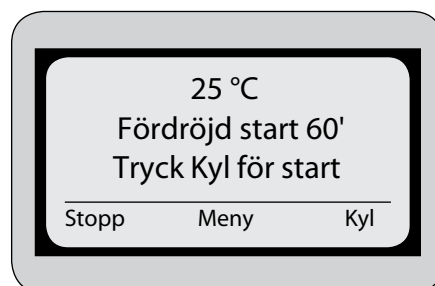 25 °C
Fördröjd start 60'
Tryck Kyl för start
Stopp Meny Kyl